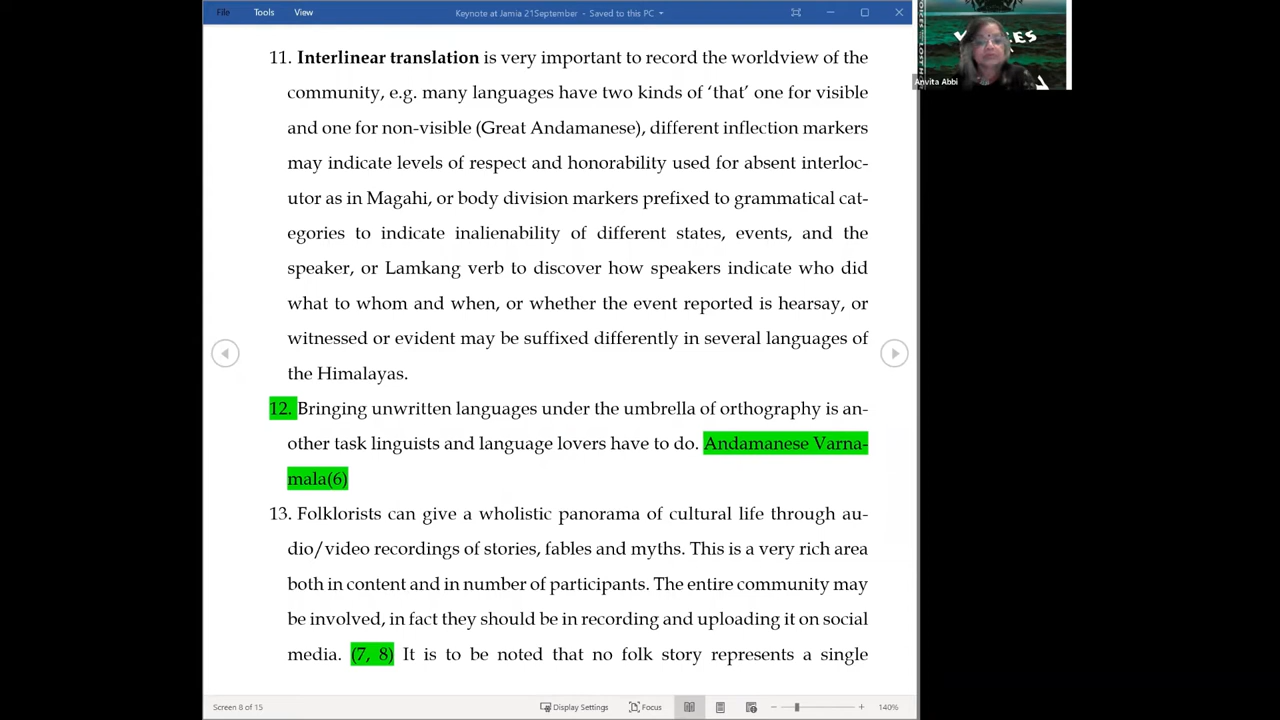 File Tools View Keynote at Jamia 21September - Saved to this PC
11. Interlinear translation is very important to record the worldview of the
community, e.g. many languages have two kinds of ‘that’ one for visible
and one for non-visible (Great Andamanese), different inflection markers
may indicate levels of respect and honorability used for absent interloc-
utor as in Magahi, or body division markers prefixed to grammatical cat-
egories to indicate inalienability of different states, events, and the
speaker, or Lamkang verb to discover how speakers indicate who did
what to whom and when, or whether the event reported is hearsay, or
witnessed or evident may be suffixed differently in several languages of
the Himalayas.
12. Bringing unwritten languages under the umbrella of orthography is an-
other task linguists and language lovers have to do. Andamanese Varna-
mala(6)
13. Folklorists can give a wholistic panorama of cultural life through au-
dio/video recordings of stories, fables and myths. This is a very rich area
both in content and in number of participants. The entire community may
be involved, in fact they should be in recording and uploading it on social
media. (7, 8) It is to be noted that no folk story represents a single
Screen 8 of 15 Display Settings Focus 140%
Anvita Abbi